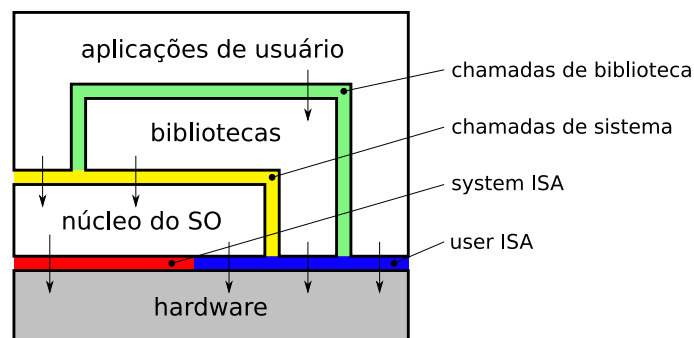 aplicações de usuário
chamadas de biblioteca
bibliotecas
chamadas de sistema
system ISA
núcleo do SO
user ISA
hardware